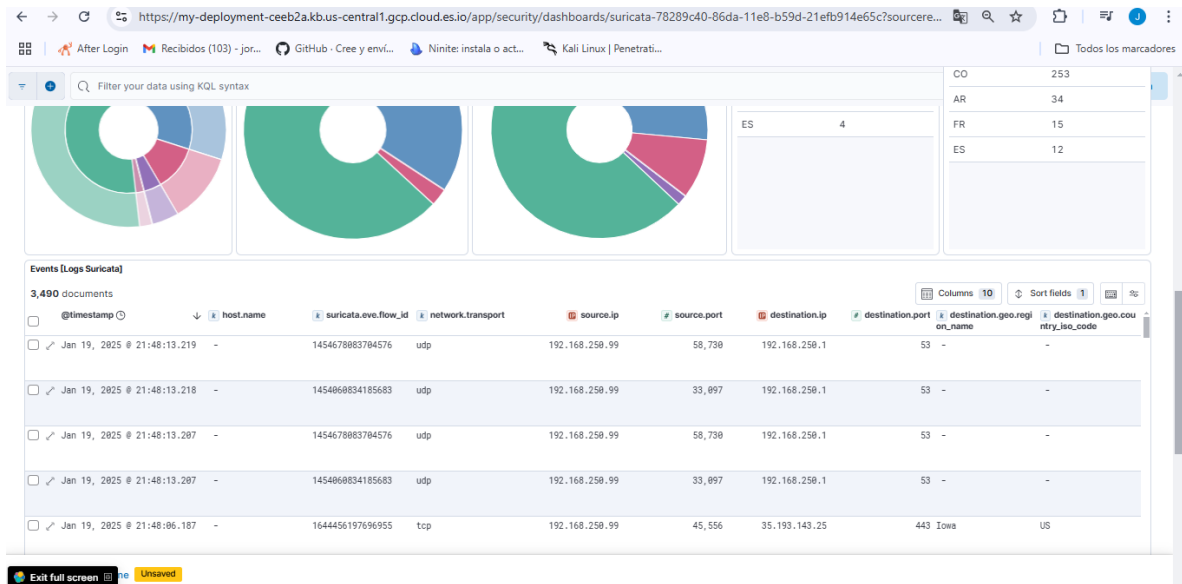 https://my-deployment-ceeb2a.kb.us-central1.gcp.cloud.es.io/app/security/dashboards/suricata-78289c40-86da-11e8-b59d-21efb914e65c?sourcere...
After Login Recibidos (103) - jor... GitHub · Cree y enví... Ninite: instala o act... Kali Linux | Penetrati... Todos los marcadores
Filter your data using KQL syntax
CO 253
AR 34
ES 4 FR 15
ES 12
Events [Logs Suricata]
3,490 documents Columns 10 Sort fields 1
@timestamp host.name suricata.eve.flow_id network.transport source.ip source.port destination.ip destination.port destination.geo.regi destination.geo.cou
on_name ntry_iso_code
Jan 19, 2025 @ 21:48:13.219 - 1454678083704576 udp 192.168.250.99 58,730 192.168.250.1 53 - -
Jan 19, 2025 @ 21:48:13.218 - 1454060834185683 udp 192.168.250.99 33,097 192.168.250.1 53 - -
Jan 19, 2025 @ 21:48:13.207 - 1454678083704576 udp 192.168.250.99 58,730 192.168.250.1 53 - -
Jan 19, 2025 @ 21:48:13.207 - 1454060834185683 udp 192.168.250.99 33,097 192.168.250.1 53 - -
Jan 19, 2025 @ 21:48:06.187 - 1644456197696955 tcp 192.168.250.99 45,556 35.193.143.25 443 Iowa US
Exit full screen ne Unsaved